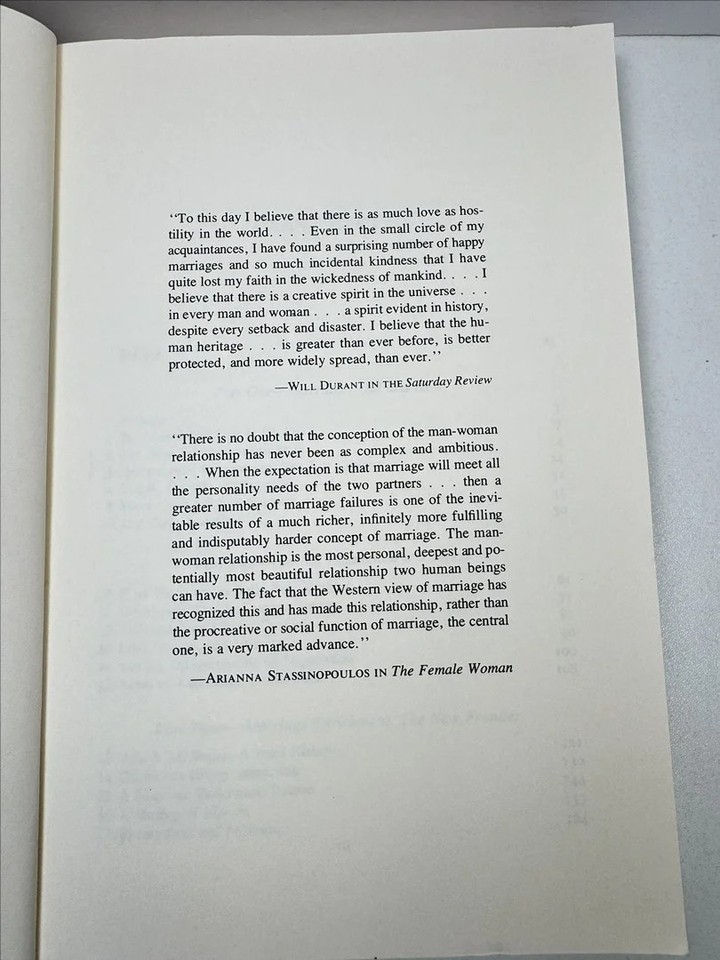 ‘‘To this day I believe that there is as much love as hos-
tility in the world. . . . Even in the small circle of my
acquaintances, I have found a surprising number of happy
marriages and so much incidental kindness that I have
quite lost my faith in the wickedness of mankind. . . . I
believe that there is a creative spirit in the universe . . .
in every man and woman . . . a spirit evident in history,
despite every setback and disaster. I believe that the hu-
man heritage . . . is greater than ever before, is better
protected, and more widely spread, than ever.’’
—WILL DURANT IN THE Saturday Review
‘‘There is no doubt that the conception of the man-woman
relationship has never been as complex and ambitious.
. . . When the expectation is that marriage will meet all
the personality needs of the two partners . . . then a
greater number of marriage failures is one of the inevi-
table results of a much richer, infinitely more fulfilling
and indisputably harder concept of marriage. The man-
woman relationship is the most personal, deepest and po-
tentially most beautiful relationship two human beings
can have. The fact that the Western view of marriage has
recognized this and has made this relationship, rather than
the procreative or social function of marriage, the central
one, is a very marked advance.’’
—ARIANNA STASSINOPOULOS IN The Female Woman